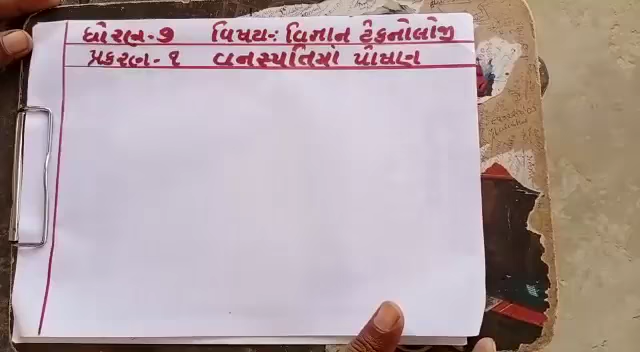 ધોરણ-૭ વિષય:- વિજ્ઞાન ટેકનોલોજી
પ્રકરણ-૧ વનસ્પતિમાં પોષણ